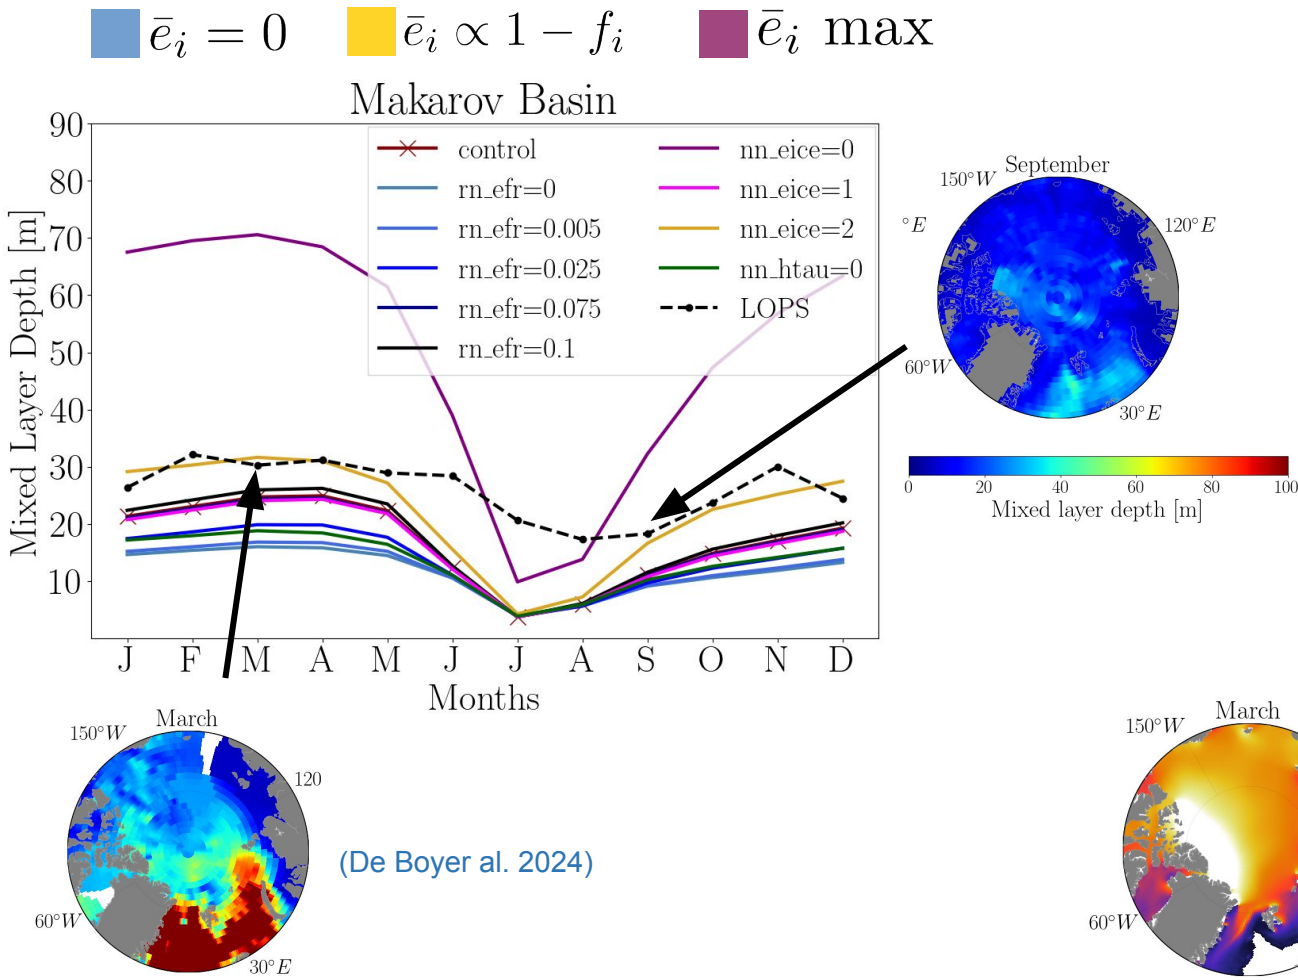 ē_i = 0 ē_i ∝ 1 − f_i ē_i max
Makarov Basin
90
80
70
60
50
40
30
20
10
Mixed Layer Depth [m]
control
rn_efr=0
rn_efr=0.005
rn_efr=0.025
rn_efr=0.075
rn_efr=0.1
nn_eice=0
nn_eice=1
nn_eice=2
nn_htau=0
LOPS
J F M A M J J A S O N D
Months
September
150°W
°E
120°E
60°W
30°E
0 20 40 60 80 100
Mixed layer depth [m]
March
150°W
120
60°W
30°E
(De Boyer al. 2024)
March
150°W
60°W